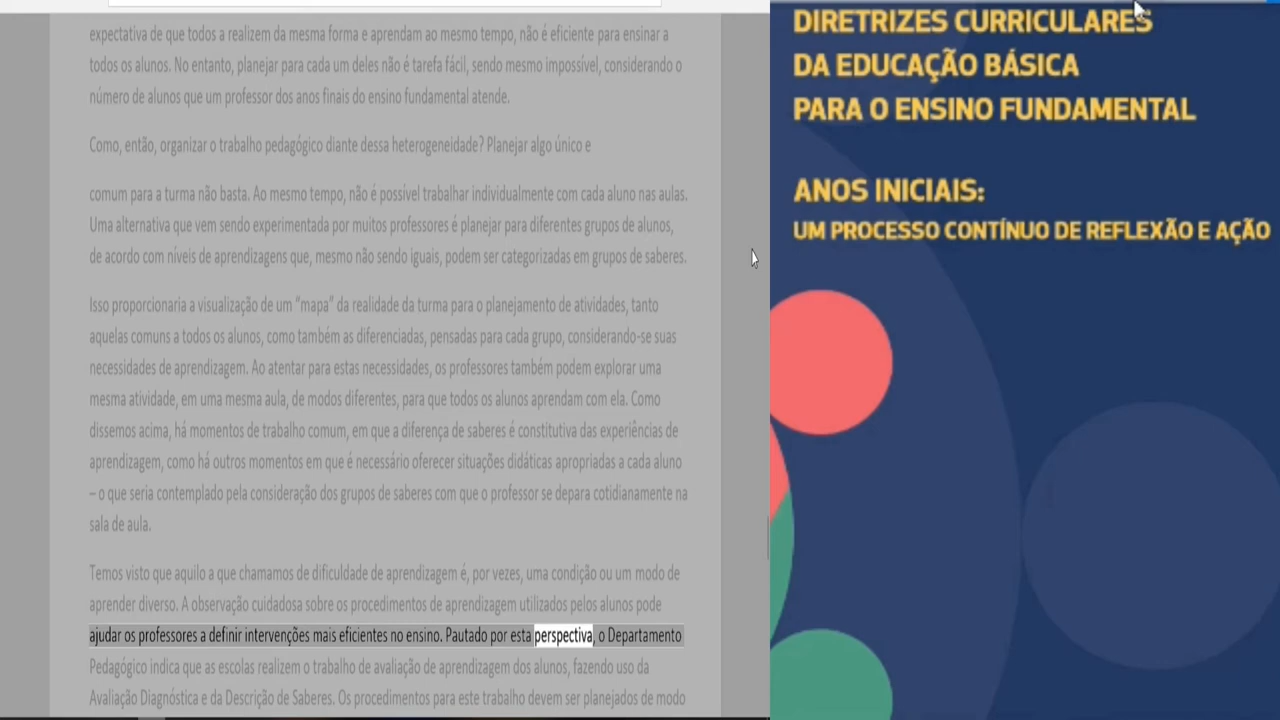 expectativa de que todos a realizem da mesma forma e aprendam ao mesmo tempo, não é eficiente para ensinar a
todos os alunos. No entanto, planejar para cada um deles não é tarefa fácil, sendo mesmo impossível, considerando o
número de alunos que um professor dos anos finais do ensino fundamental atende.
Como, então, organizar o trabalho pedagógico diante dessa heterogeneidade? Planejar algo único e
comum para a turma não basta. Ao mesmo tempo, não é possível trabalhar individualmente com cada aluno nas aulas.
Uma alternativa que vem sendo experimentada por muitos professores é planejar para diferentes grupos de alunos,
de acordo com níveis de aprendizagens que, mesmo não sendo iguais, podem ser categorizadas em grupos de saberes.
Isso proporcionaria a visualização de um “mapa” da realidade da turma para o planejamento de atividades, tanto
aquelas comuns a todos os alunos, como também as diferenciadas, pensadas para cada grupo, considerando-se suas
necessidades de aprendizagem. Ao atentar para estas necessidades, os professores também podem explorar uma
mesma atividade, em uma mesma aula, de modos diferentes, para que todos os alunos aprendam com ela. Como
dissemos acima, há momentos de trabalho comum, em que a diferença de saberes é constitutiva das experiências de
aprendizagem, como há outros momentos em que é necessário oferecer situações didáticas apropriadas a cada aluno
– o que seria contemplado pela consideração dos grupos de saberes com que o professor se depara cotidianamente na
sala de aula.
Temos visto que aquilo a que chamamos de dificuldade de aprendizagem é, por vezes, uma condição ou um modo de
aprender diverso. A observação cuidadosa sobre os procedimentos de aprendizagem utilizados pelos alunos pode
ajudar os professores a definir intervenções mais eficientes no ensino. Pautado por esta perspectiva, o Departamento
Pedagógico indica que as escolas realizem o trabalho de avaliação de aprendizagem dos alunos, fazendo uso da
Avaliação Diagnóstica e da Descrição de Saberes. Os procedimentos para este trabalho devem ser planejados de modo
DIRETRIZES CURRICULARES
DA EDUCAÇÃO BÁSICA
PARA O ENSINO FUNDAMENTAL
ANOS INICIAIS:
UM PROCESSO CONTÍNUO DE REFLEXÃO E AÇÃO